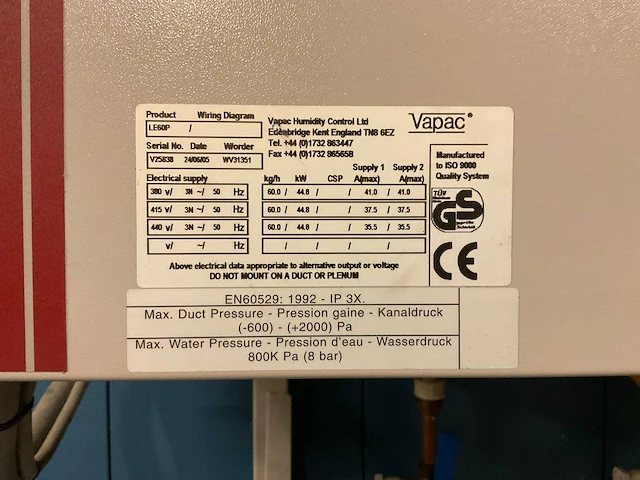 Product Wiring Diagram
LE60P /
Serial No. Date W/order
V25838 24/06/05 WV31351
Vapac Humidity Control Ltd
Edenbridge Kent England TN8 6EZ
Tel. +44 (0)1732 863447
Fax +44 (0)1732 865658
Vapac®
Manufactured
to ISO 9000
Quality System
Electrical supply
380 v/ 3N ~/ 50 Hz
415 v/ 3N ~/ 50 Hz
440 v/ 3N ~/ 50 Hz
v/ ~/ Hz
Supply 1 Supply 2
kg/h kW CSP A(max) A(max)
60.0 / 44.8 / / 41.0 / 41.0
60.0 / 44.8 / / 37.5 / 37.5
60.0 / 44.8 / / 35.5 / 35.5
/ / / /
TÜV
GS
CE
Above electrical data appropriate to alternative output or voltage
DO NOT MOUNT ON A DUCT OR PLENUM
EN60529: 1992 - IP 3X.
Max. Duct Pressure - Pression gaine - Kanaldruck
(-600) - (+2000) Pa
Max. Water Pressure - Pression d'eau - Wasserdruck
800K Pa (8 bar)